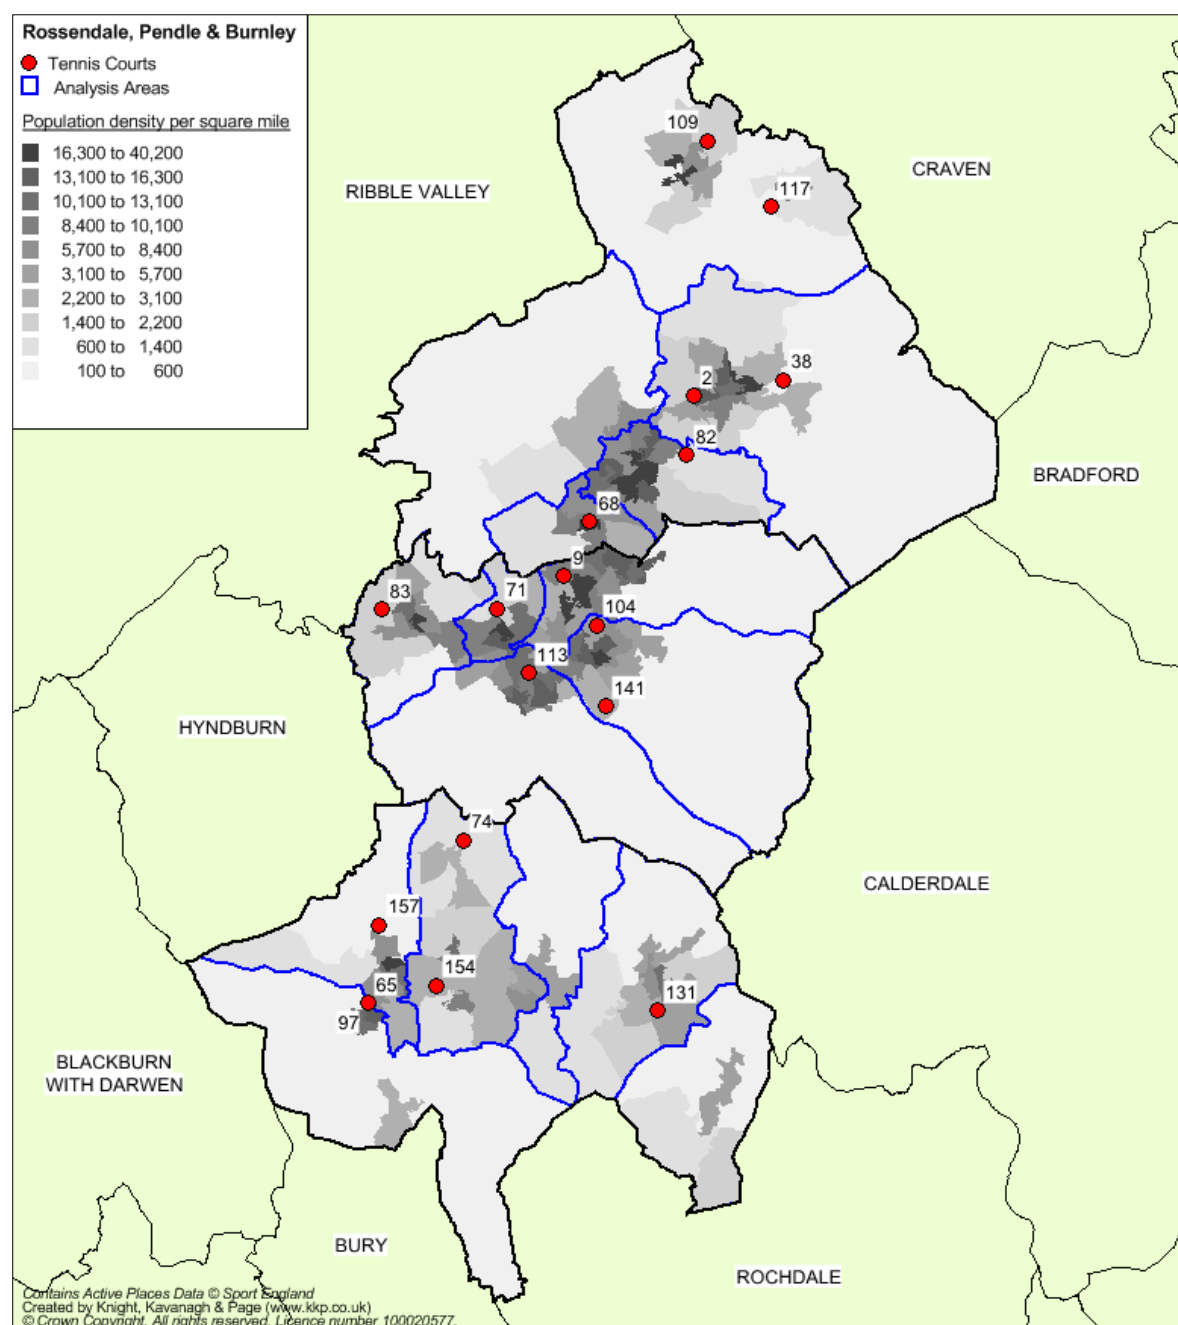 Rossendale, Pendle & Burnley
Tennis Courts
Analysis Areas
Population density per square mile
16,300 to 40,200
13,100 to 16,300
10,100 to 13,100
8,400 to 10,100
5,700 to 8,400
3,100 to 5,700
2,200 to 3,100
1,400 to 2,200
600 to 1,400
100 to 600
109
CRAVEN
RIBBLE VALLEY
117
38
2
82
BRADFORD
68
9
71
83
104
113
141
HYNDBURN
74
CALDERDALE
157
154
65
131
97
BLACKBURN
WITH DARWEN
BURY
ROCHDALE
Contains Active Places Data © Sport England
Created by Knight, Kavanagh & Page (www.kkp.co.uk)
© Crown Copyright. All rights reserved. Licence number 100020577.